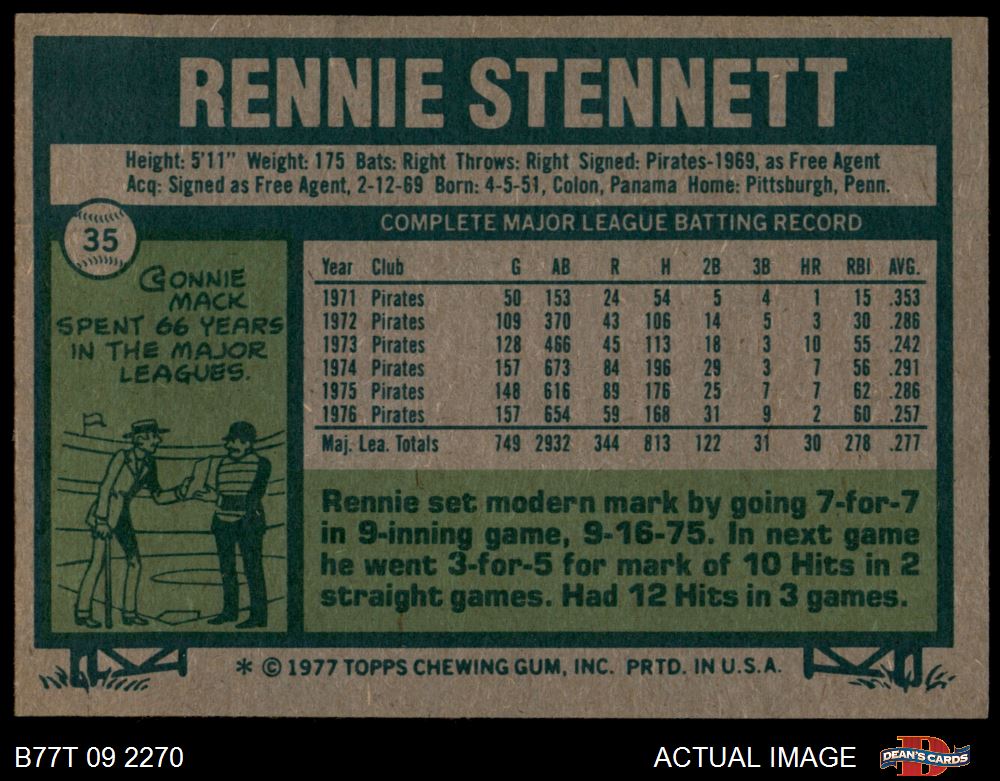 RENNIE STENNETT
Height: 5'11" Weight: 175 Bats: Right Throws: Right Signed: Pirates-1969, as Free Agent
Acq: Signed as Free Agent, 2-12-69 Born: 4-5-51, Colon, Panama Home: Pittsburgh, Penn.
35
CONNIE
MACK
SPENT 66 YEARS
IN THE MAJOR
LEAGUES.
COMPLETE MAJOR LEAGUE BATTING RECORD
Year Club G AB R H 2B 3B HR RBI AVG.
1971 Pirates 50 153 24 54 5 4 1 15 .353
1972 Pirates 109 370 43 106 14 5 3 30 .286
1973 Pirates 128 466 45 113 18 3 10 55 .242
1974 Pirates 157 673 84 196 29 3 7 56 .291
1975 Pirates 148 616 89 176 25 7 7 62 .286
1976 Pirates 157 654 59 168 31 9 2 60 .257
Maj. Lea. Totals 749 2932 344 813 122 31 30 278 .277
Rennie set modern mark by going 7-for-7
in 9-inning game, 9-16-75. In next game
he went 3-for-5 for mark of 10 Hits in 2
straight games. Had 12 Hits in 3 games.
* © 1977 TOPPS CHEWING GUM, INC. PRTD. IN U.S.A.
B77T 09 2270
ACTUAL IMAGE
D
DEAN'S CARDS